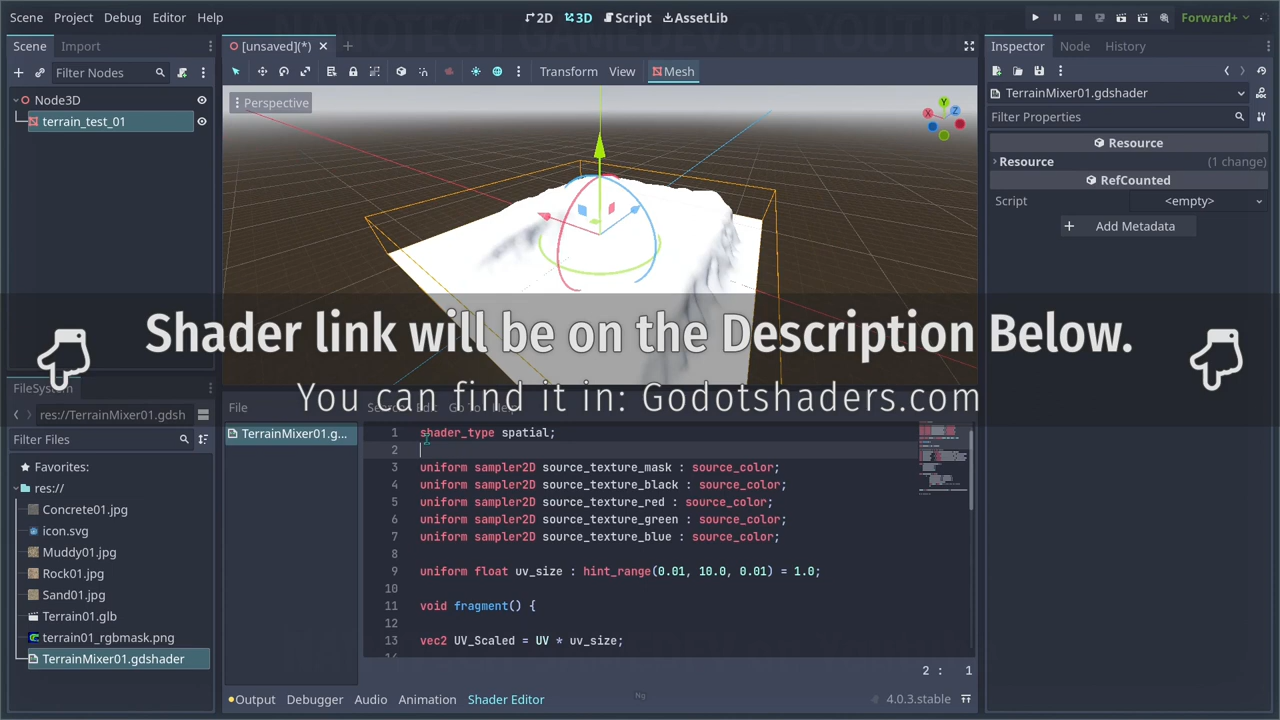 Scene Project Debug Editor Help
2D 3D Script AssetLib
Forward+
Scene Import
[unsaved](*)
Inspector Node History
Filter Nodes
Transform View Mesh
TerrainMixer01.gdshader
Node3D
terrain_test_01
Perspective
Y
X
Z
Filter Properties
Resource
Resource (1 change)
RefCounted
Script <empty>
Add Metadata
Shader link will be on the Description Below.
You can find it in: Godotshaders.com
FileSystem
res://TerrainMixer01.gdsh
Filter Files
Favorites:
res://
Concrete01.jpg
icon.svg
Muddy01.jpg
Rock01.jpg
Sand01.jpg
Terrain01.glb
terrain01_rgbmask.png
TerrainMixer01.gdshader
File Search Edit Go To Help
TerrainMixer01.g...
1 shader_type spatial;
2
3 uniform sampler2D source_texture_mask : source_color;
4 uniform sampler2D source_texture_black : source_color;
5 uniform sampler2D source_texture_red : source_color;
6 uniform sampler2D source_texture_green : source_color;
7 uniform sampler2D source_texture_blue : source_color;
8
9 uniform float uv_size : hint_range(0.01, 10.0, 0.01) = 1.0;
10
11 void fragment() {
12
13 vec2 UV_Scaled = UV * uv_size;
2 : 1
Output Debugger Audio Animation Shader Editor
4.0.3.stable